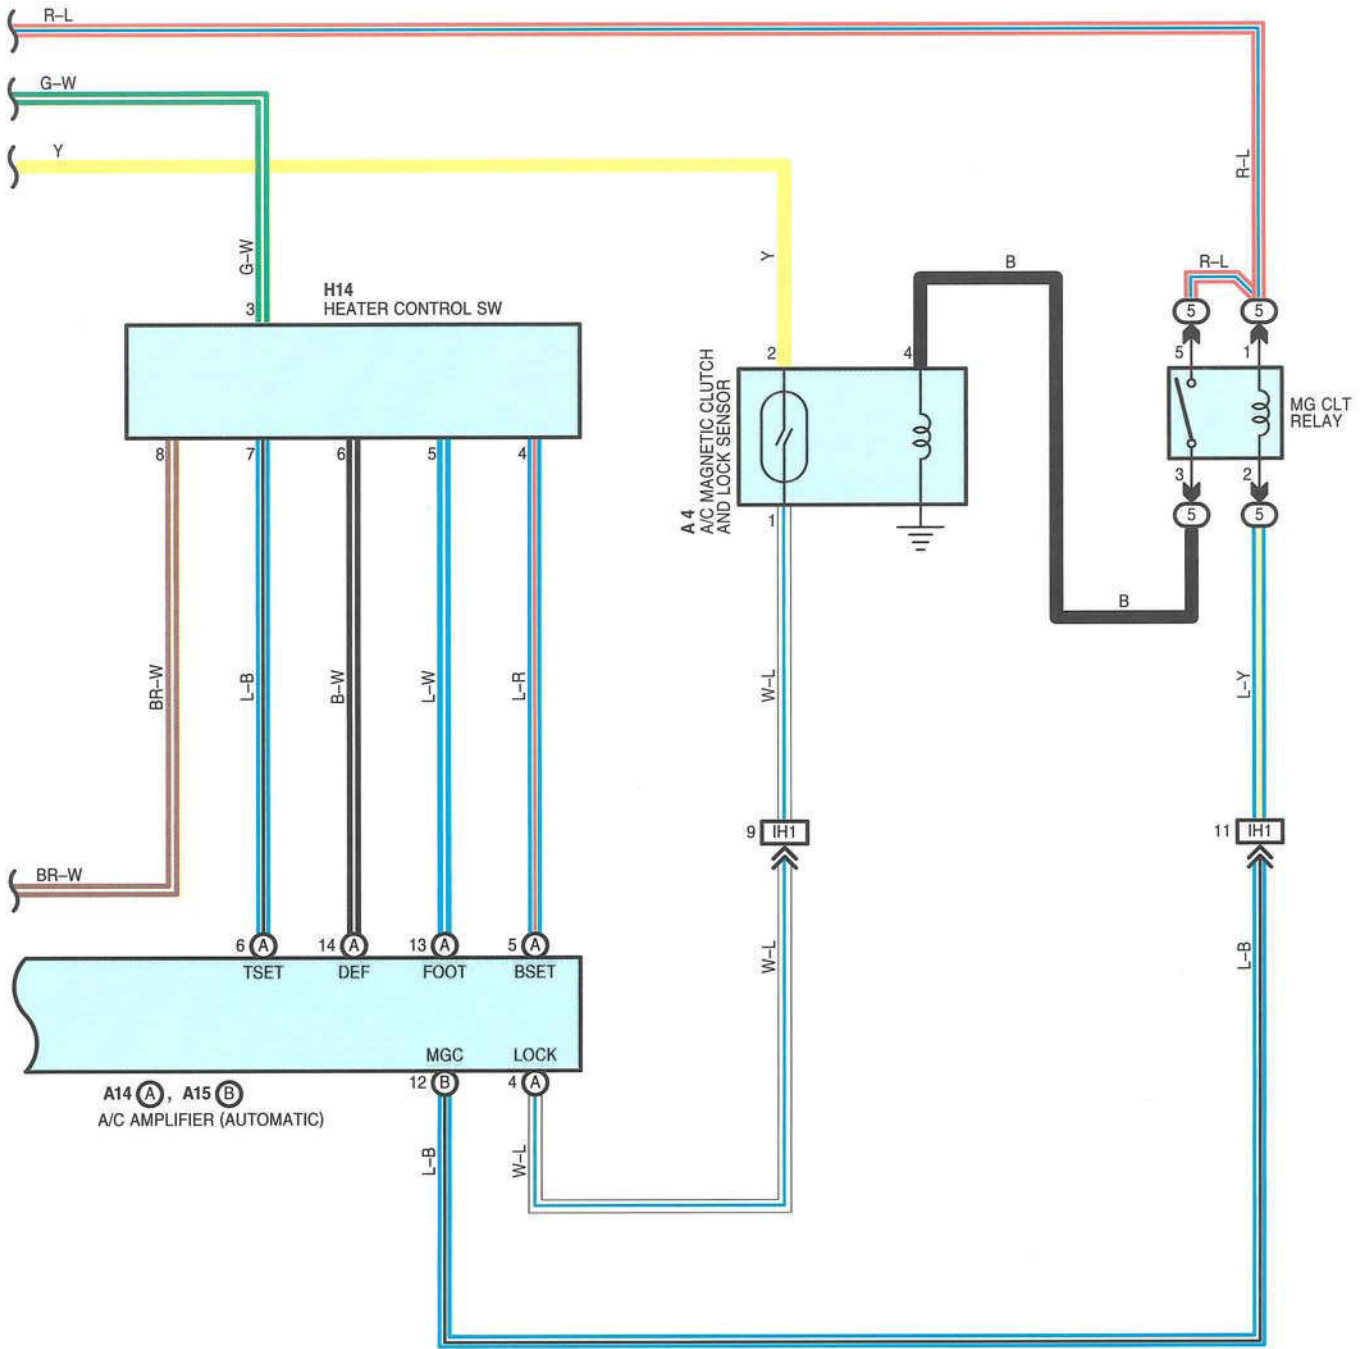 R–L
G–W
Y
R–L
G–W
Y
B
R–L
H14
HEATER CONTROL SW
3
5
5
5
1
2
4
MG CLT
RELAY
A 4
A/C MAGNETIC CLUTCH
AND LOCK SENSOR
8
7
6
5
4
3
2
1
5
5
B
BR–W
L–B
B–W
L–W
L–R
W–L
L–Y
9
IH1
11
IH1
BR–W
6
A
14
A
13
A
5
A
TSET
DEF
FOOT
BSET
W–L
L–B
MGC
LOCK
12
B
4
A
A14 A, A15 B
A/C AMPLIFIER (AUTOMATIC)
L–B
W–L